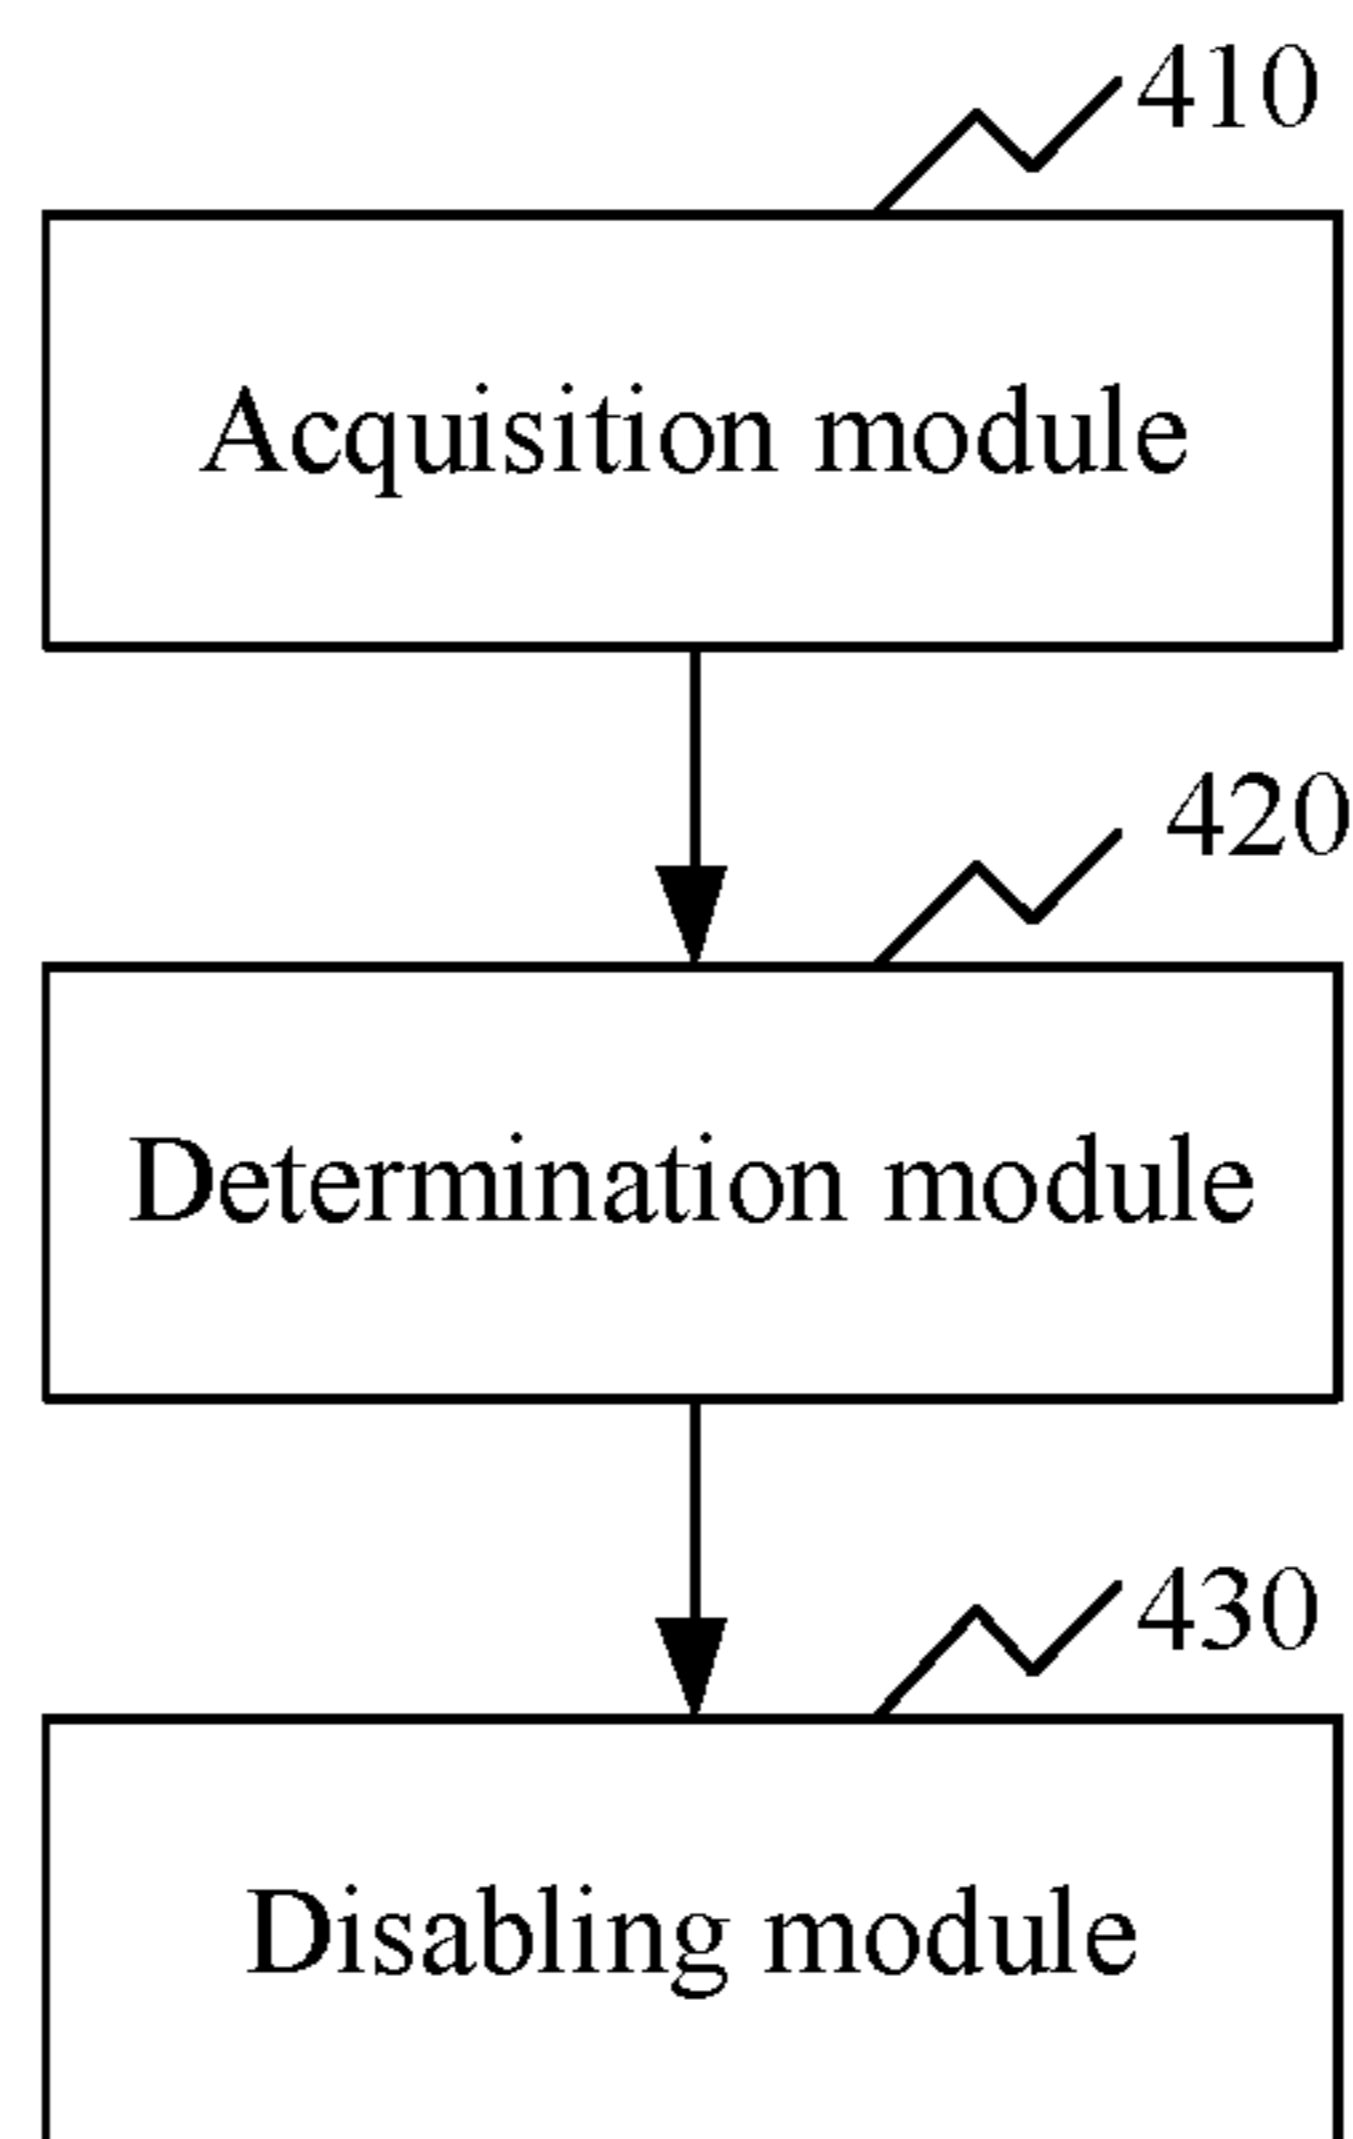 410
Acquisition module
420
Determination module
430
Disabling module